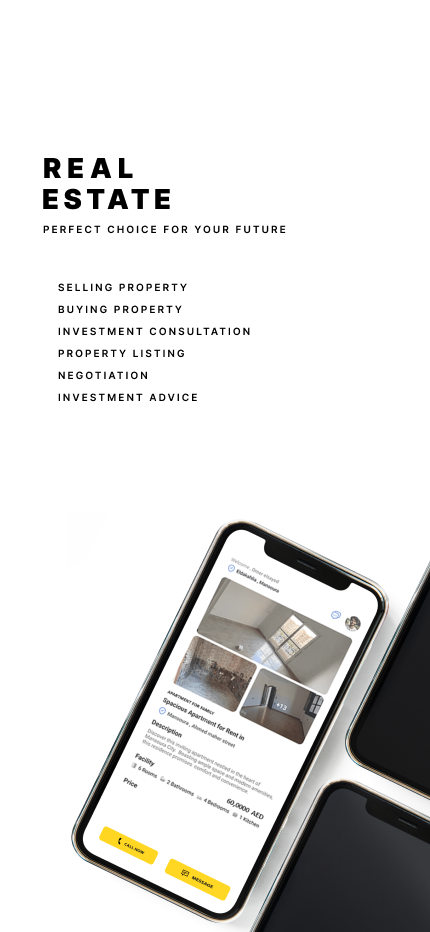 REAL
ESTATE
PERFECT CHOICE FOR YOUR FUTURE
SELLING PROPERTY
BUYING PROPERTY
INVESTMENT CONSULTATION
PROPERTY LISTING
NEGOTIATION
INVESTMENT ADVICE
Welcome, Omar elsayed
Eldakahlia, Mansoura
+13
APARTMENT FOR FAMILY
Spacious Apartment for Rent in
Mansoura, Ahmed maher street
Description
Discover this inviting apartment nestled in the heart of
Mansoura City. Boasting ample space and modern amenities,
this residence promises comfort and convenience.
Facility
6 Rooms 2 Bathrooms 4 Bedrooms 1 Kitchen
Price 60,0000 AED
CALL NOW
MESSAGE